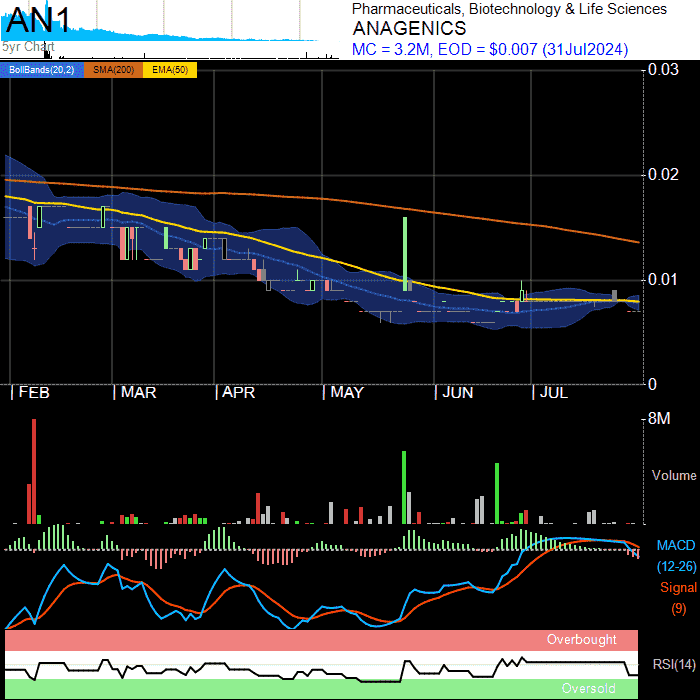 AN1
5yr Chart
Pharmaceuticals, Biotechnology & Life Sciences
ANAGENICS
MC = 3.2M, EOD = $0.007 (31Jul2024)
BollBands(20,2) SMA(200) EMA(50)
0.03
0.02
0.01
0
FEB MAR APR MAY JUN JUL
8M
Volume
MACD
(12-26)
Signal
(9)
Overbought
RSI(14)
Oversold